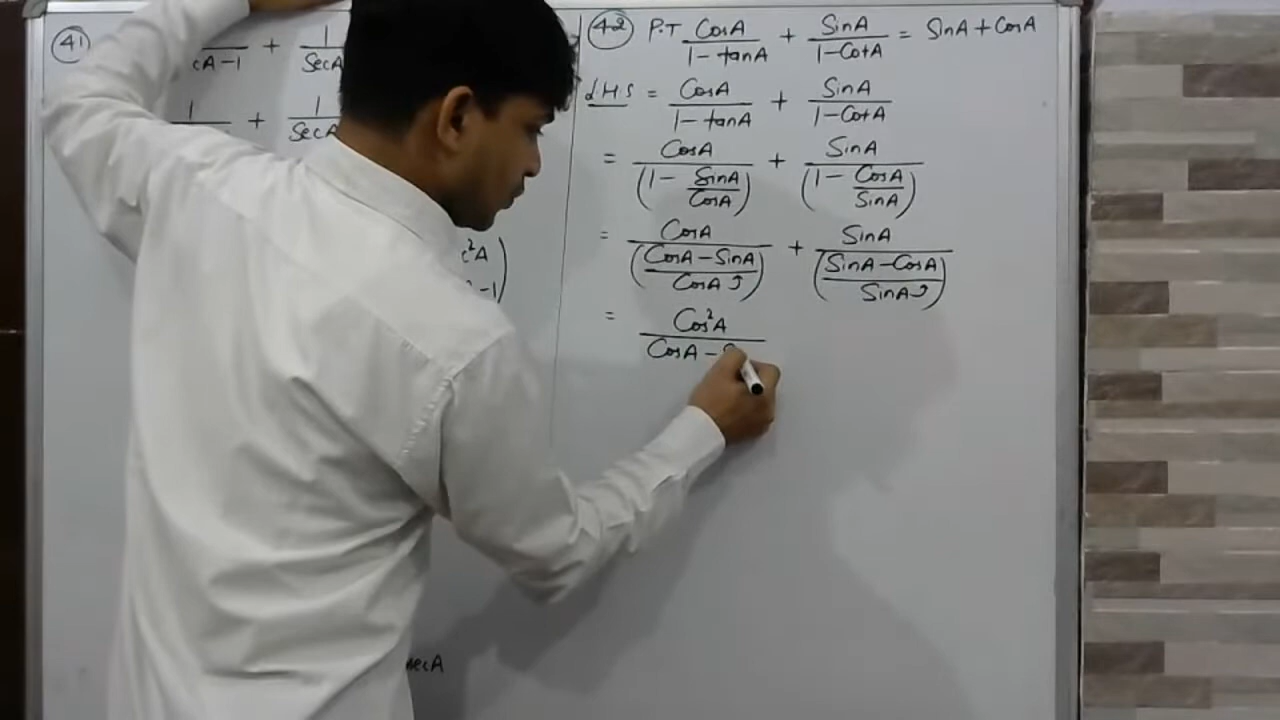 41 cA-1 + 1/SecA
1 + 1/SecA
c²A
-1)
secA
42 P.T CosA/(1-tanA) + SinA/(1-CotA) = SinA+CosA
LHS = CosA/(1-tanA) + SinA/(1-CotA)
= CosA/(1-SinA/CosA) + SinA/(1-CosA/SinA)
= CosA/((CosA-SinA)/CosA) + SinA/((SinA-CosA)/SinA)
= Cos²A/(CosA-